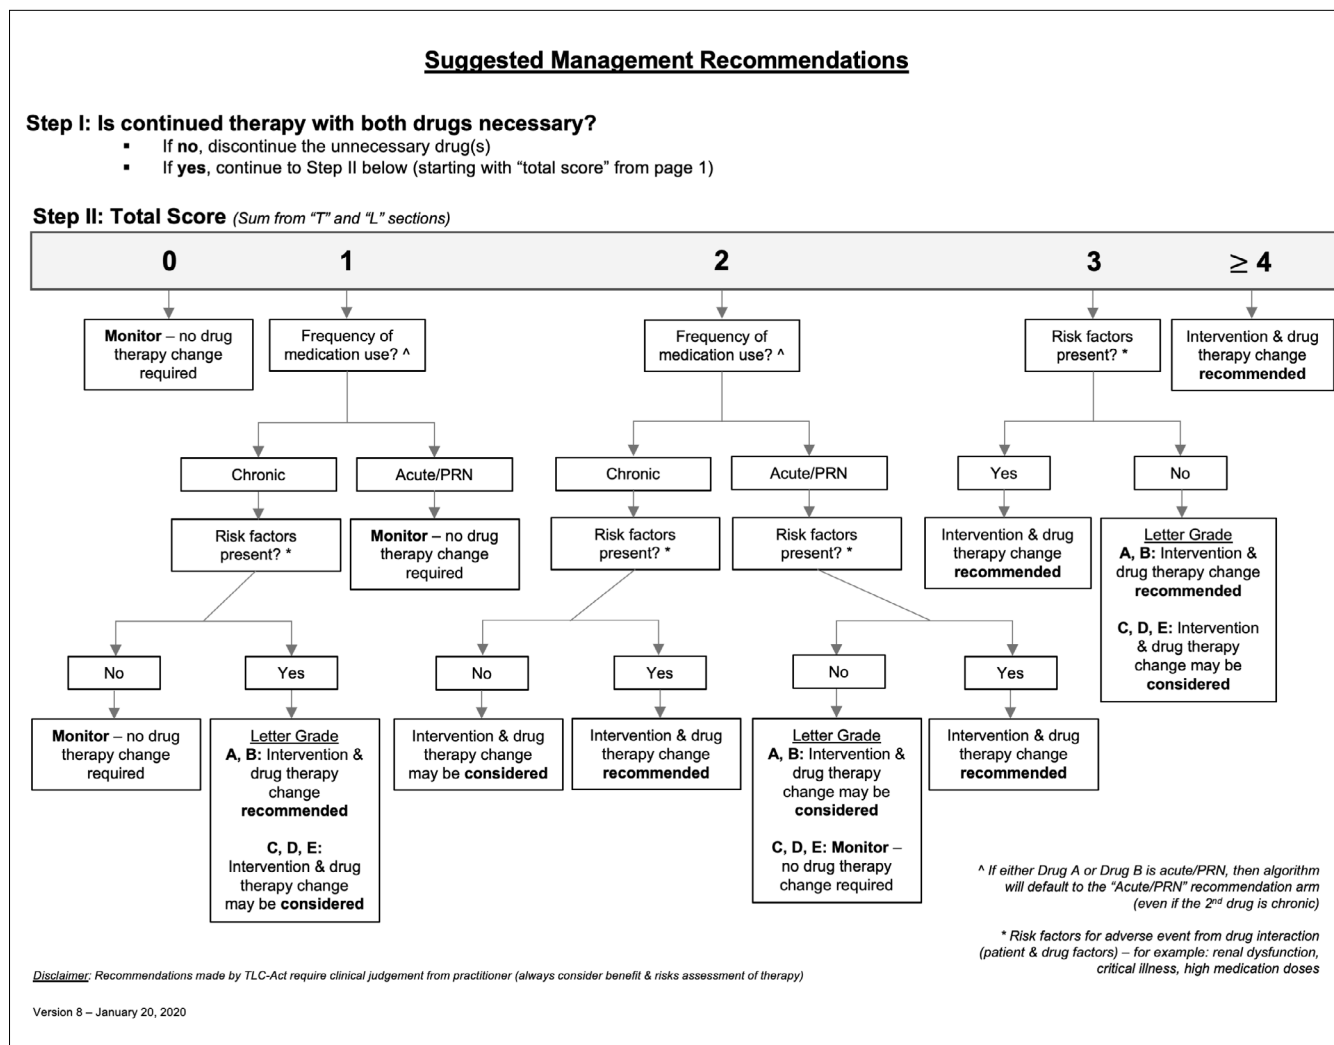 Suggested Management Recommendations
Step I: Is continued therapy with both drugs necessary?
▪ If no, discontinue the unnecessary drug(s)
▪ If yes, continue to Step II below (starting with “total score” from page 1)
Step II: Total Score (Sum from “T” and “L” sections)
0
1
2
3
≥ 4
Monitor – no drug
therapy change
required
Frequency of
medication use? ^
Frequency of
medication use? ^
Risk factors
present? *
Intervention & drug
therapy change
recommended
Chronic
Acute/PRN
Chronic
Acute/PRN
Yes
No
Risk factors
present? *
Monitor – no drug
therapy change
required
Risk factors
present? *
Risk factors
present? *
Intervention & drug
therapy change
recommended
Letter Grade
A, B: Intervention &
drug therapy change
recommended
C, D, E: Intervention
& drug therapy
change may be
considered
No
Yes
No
Yes
No
Yes
Monitor – no drug
therapy change
required
Letter Grade
A, B: Intervention &
drug therapy
change
recommended
C, D, E:
Intervention & drug
therapy change
may be considered
Intervention & drug
therapy change
may be considered
Intervention & drug
therapy change
recommended
Letter Grade
A, B: Intervention &
drug therapy
change may be
considered
C, D, E: Monitor –
no drug therapy
change required
Intervention & drug
therapy change
recommended
^ If either Drug A or Drug B is acute/PRN, then algorithm
will default to the “Acute/PRN” recommendation arm
(even if the 2nd drug is chronic)
* Risk factors for adverse event from drug interaction
(patient & drug factors) – for example: renal dysfunction,
critical illness, high medication doses
Disclaimer: Recommendations made by TLC-Act require clinical judgement from practitioner (always consider benefit & risks assessment of therapy)
Version 8 – January 20, 2020